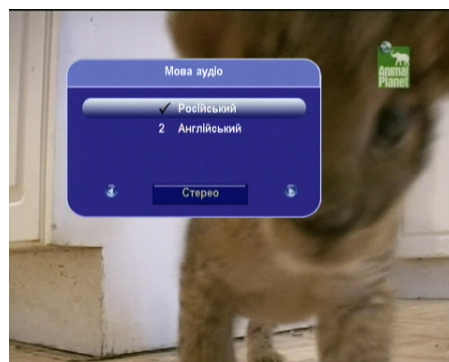 Мова аудіо
ANIMAL
PLANET
✓ Російський
2 Англійський
Стерео